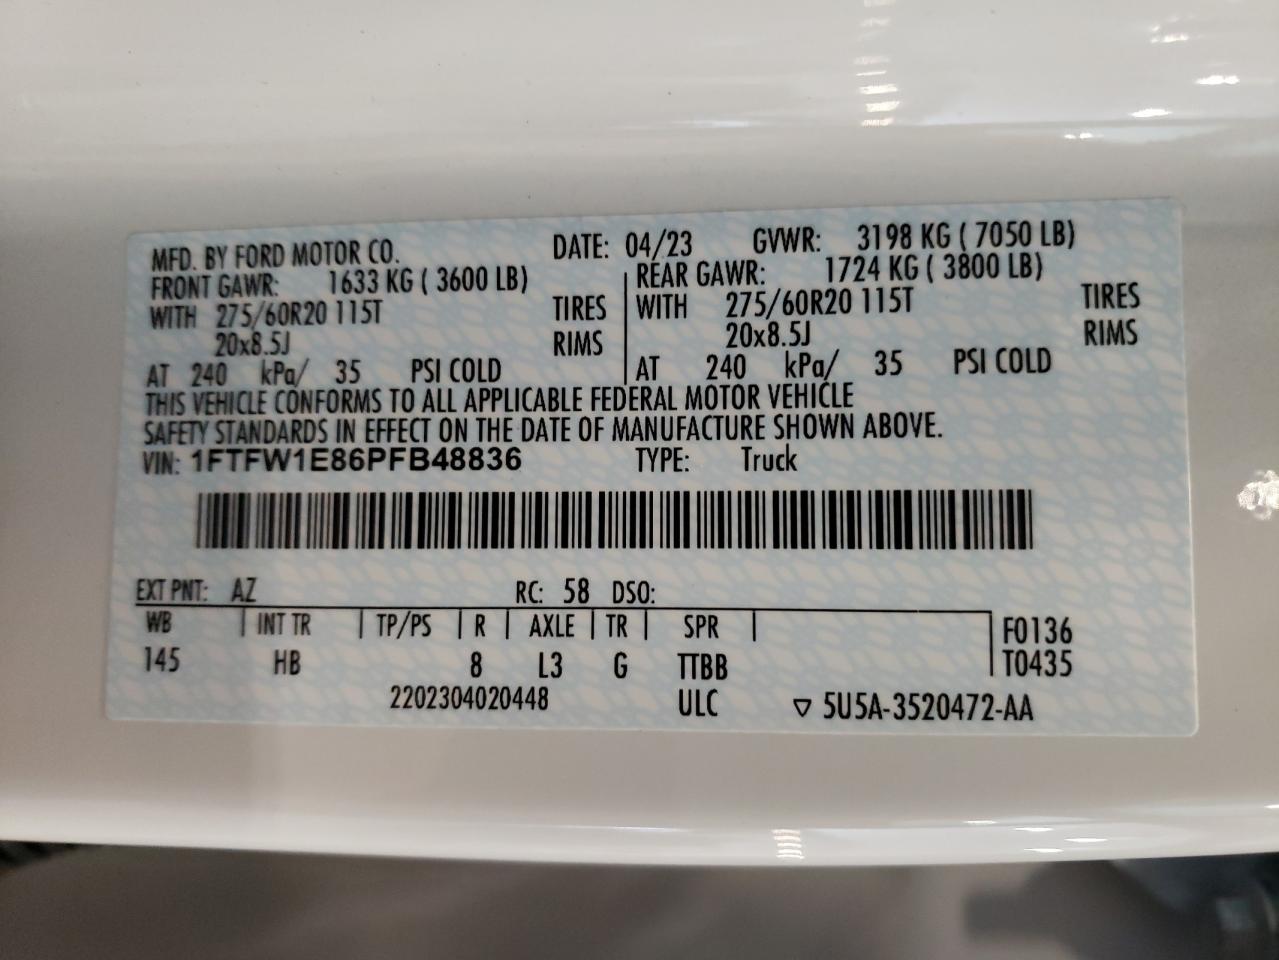 MFD. BY FORD MOTOR CO. DATE: 04/23 GVWR: 3198 KG ( 7050 LB)
FRONT GAWR: 1633 KG ( 3600 LB) REAR GAWR: 1724 KG ( 3800 LB)
WITH 275/60R20 115T TIRES WITH 275/60R20 115T TIRES
20x8.5J RIMS 20x8.5J RIMS
AT 240 kPa/ 35 PSI COLD AT 240 kPa/ 35 PSI COLD
THIS VEHICLE CONFORMS TO ALL APPLICABLE FEDERAL MOTOR VEHICLE
SAFETY STANDARDS IN EFFECT ON THE DATE OF MANUFACTURE SHOWN ABOVE.
VIN: 1FTFW1E86PFB48836 TYPE: Truck
EXT PNT: AZ RC: 58 DSO:
WB | INT TR | TP/PS | R | AXLE | TR | SPR | F0136
145 HB 8 L3 G TTBB T0435
2202304020448 ULC ▽ 5U5A-3520472-AA